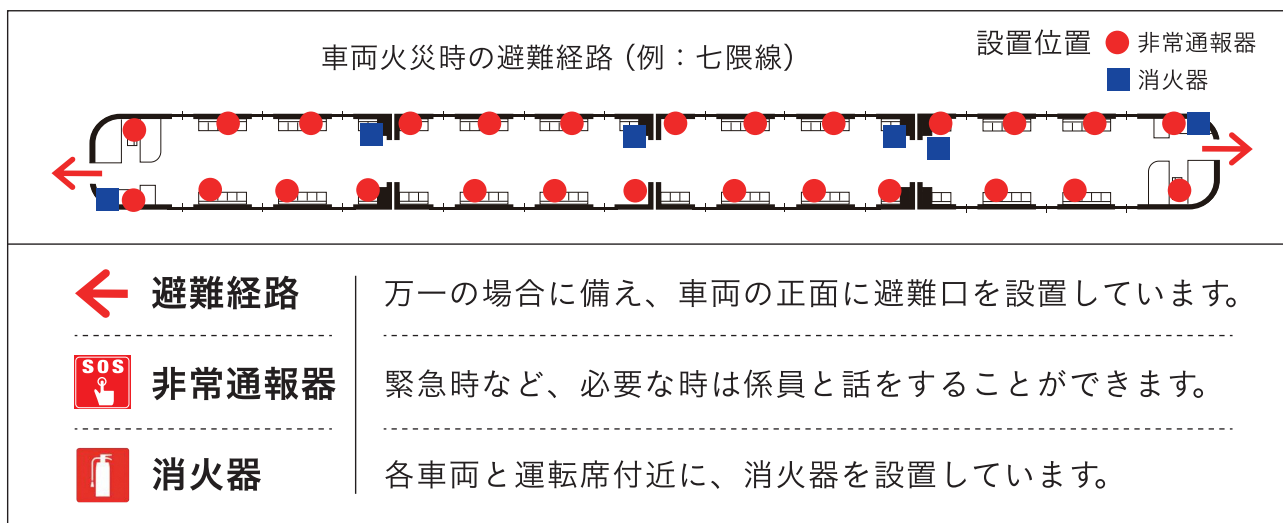 車両火災時の避難経路(例:七隈線)
設置位置 非常通報器
消火器
避難経路
万一の場合に備え、車両の正面に避難口を設置しています。
SOS
非常通報器
緊急時など、必要な時は係員と話をすることができます。
消火器
各車両と運転席付近に、消火器を設置しています。